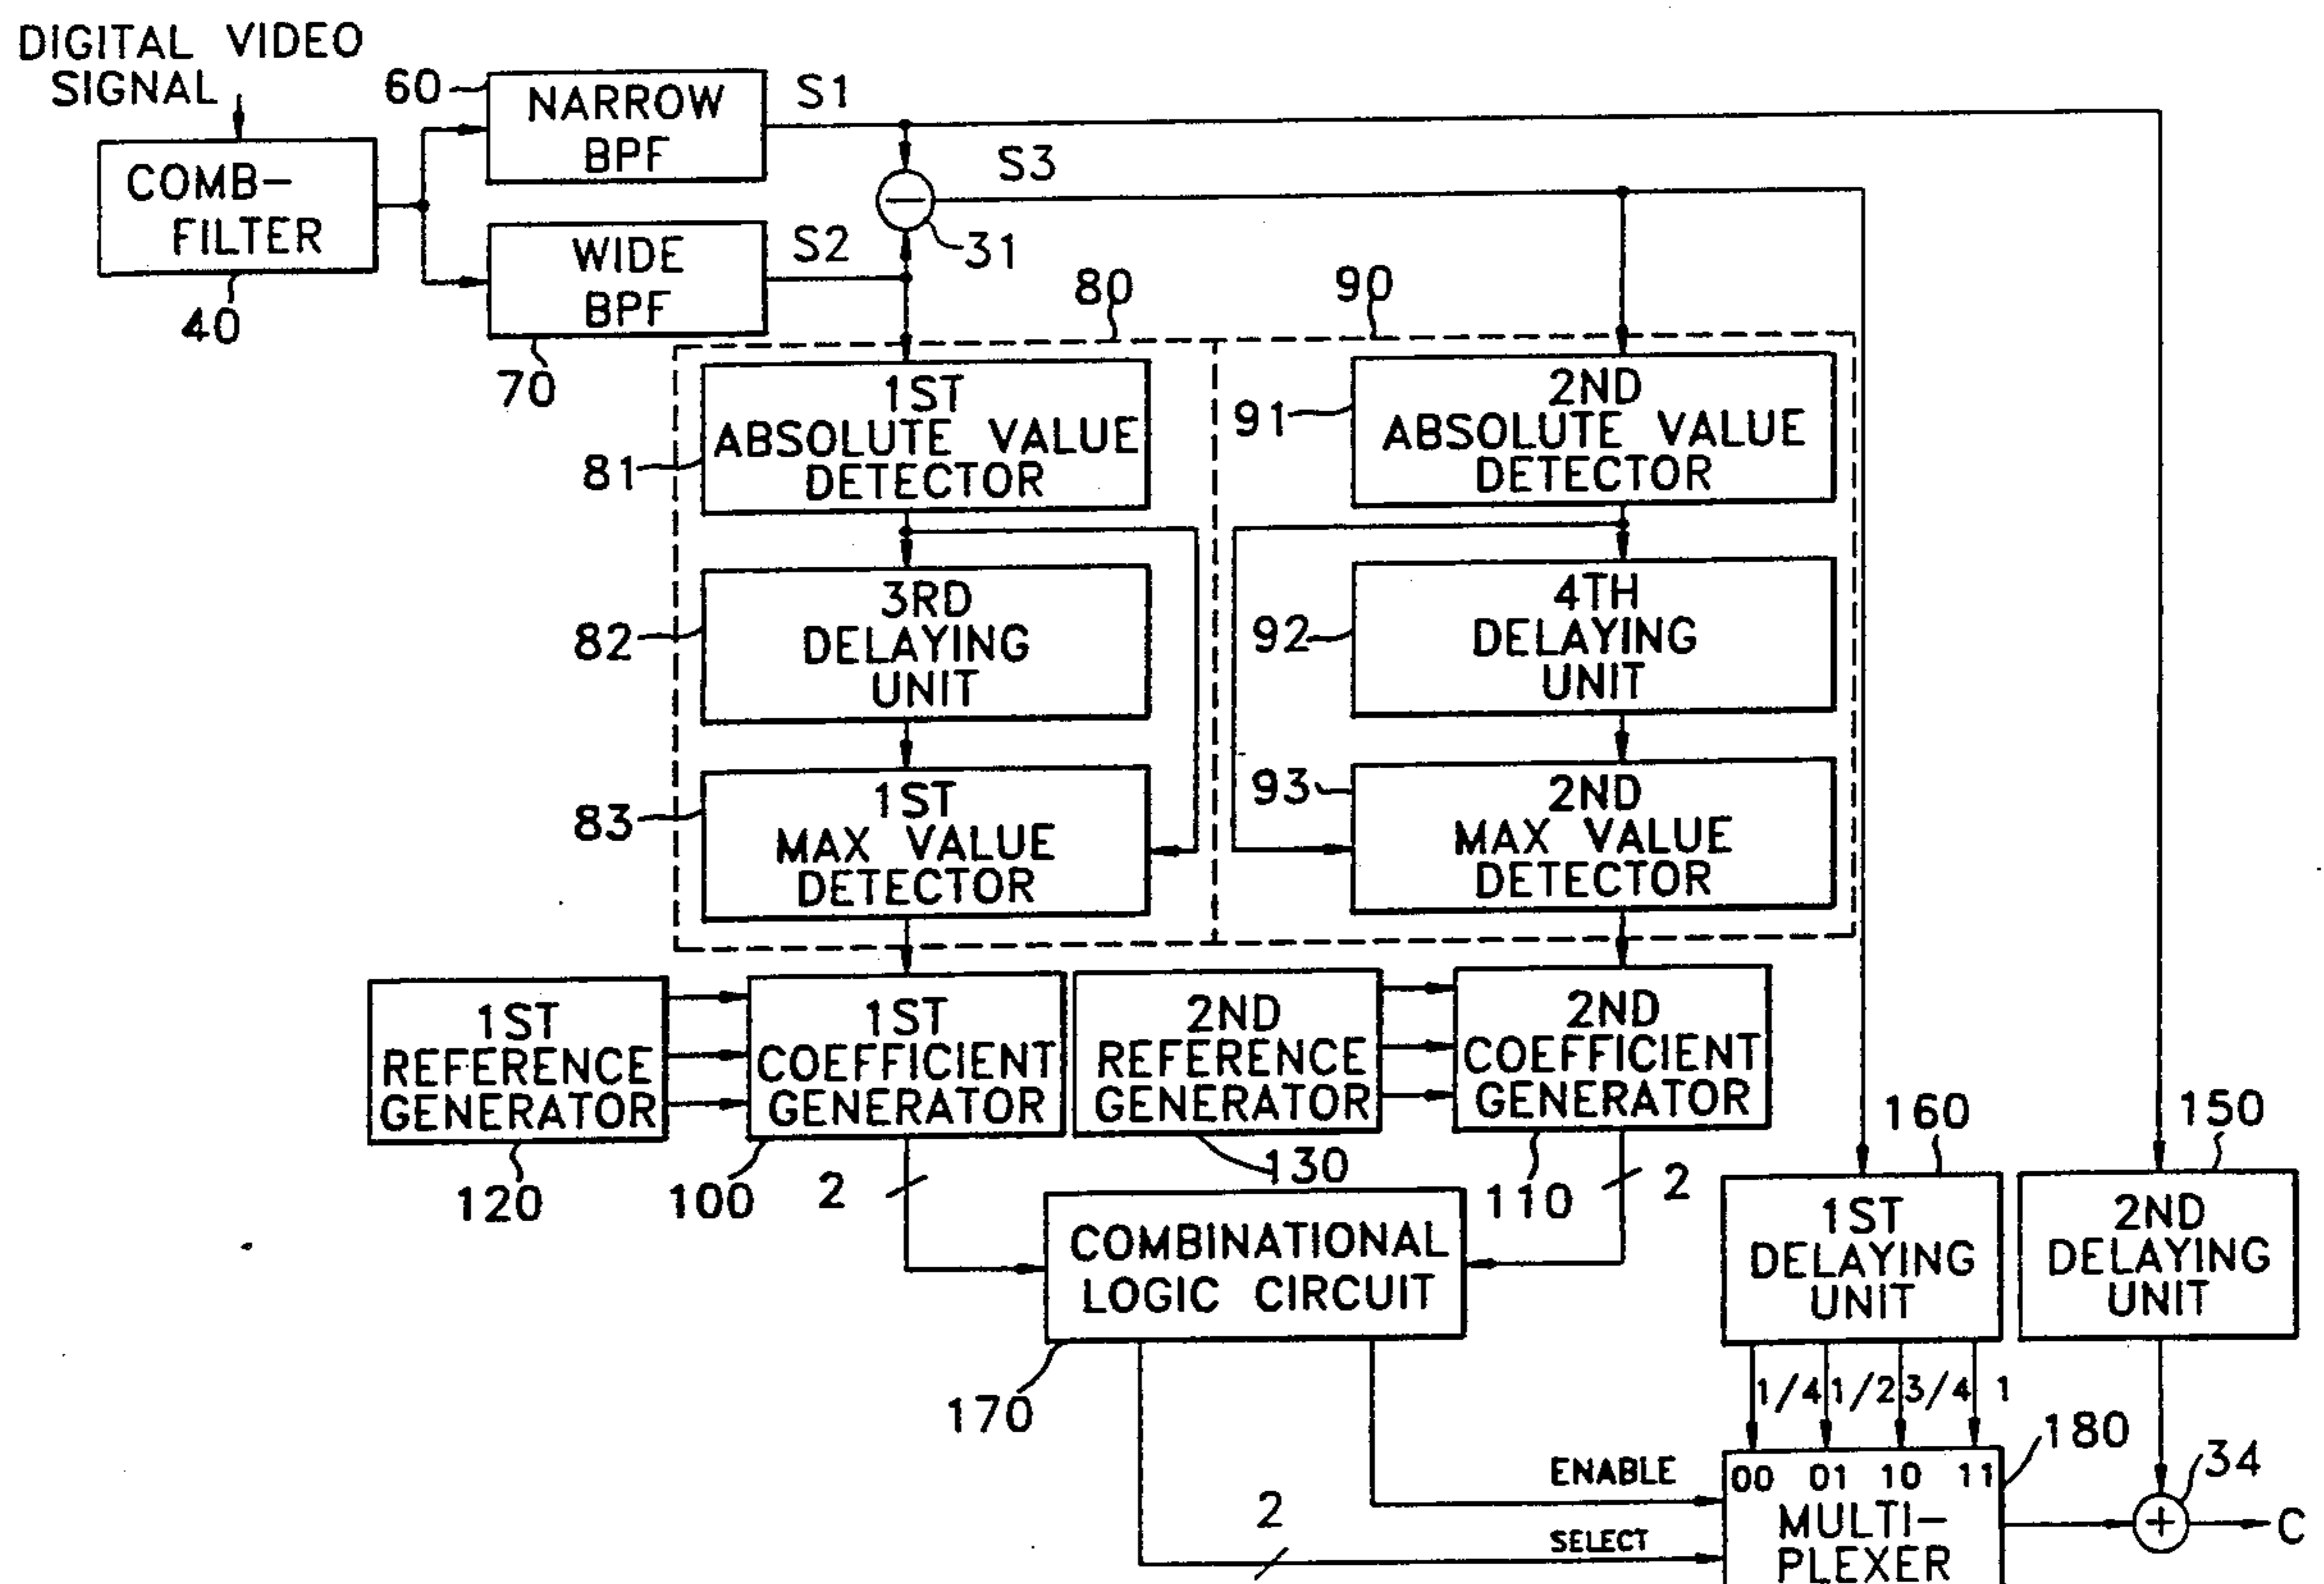 DIGITAL VIDEO
SIGNAL
60
NARROW
BPF
S1
COMB-
FILTER
40
S3
31
WIDE
BPF
S2
70
80
90
1ST
ABSOLUTE VALUE
DETECTOR
81
91
2ND
ABSOLUTE VALUE
DETECTOR
82
3RD
DELAYING
UNIT
92
4TH
DELAYING
UNIT
83
1ST
MAX VALUE
DETECTOR
93
2ND
MAX VALUE
DETECTOR
1ST
REFERENCE
GENERATOR
120
1ST
COEFFICIENT
GENERATOR
100
2
2ND
REFERENCE
GENERATOR
130
2ND
COEFFICIENT
GENERATOR
110
2
160
150
COMBINATIONAL
LOGIC CIRCUIT
170
1ST
DELAYING
UNIT
2ND
DELAYING
UNIT
1/4 1/2 3/4 1
180
34
ENABLE
00 01 10 11
MULTI-
PLEXER
2
SELECT
+
C